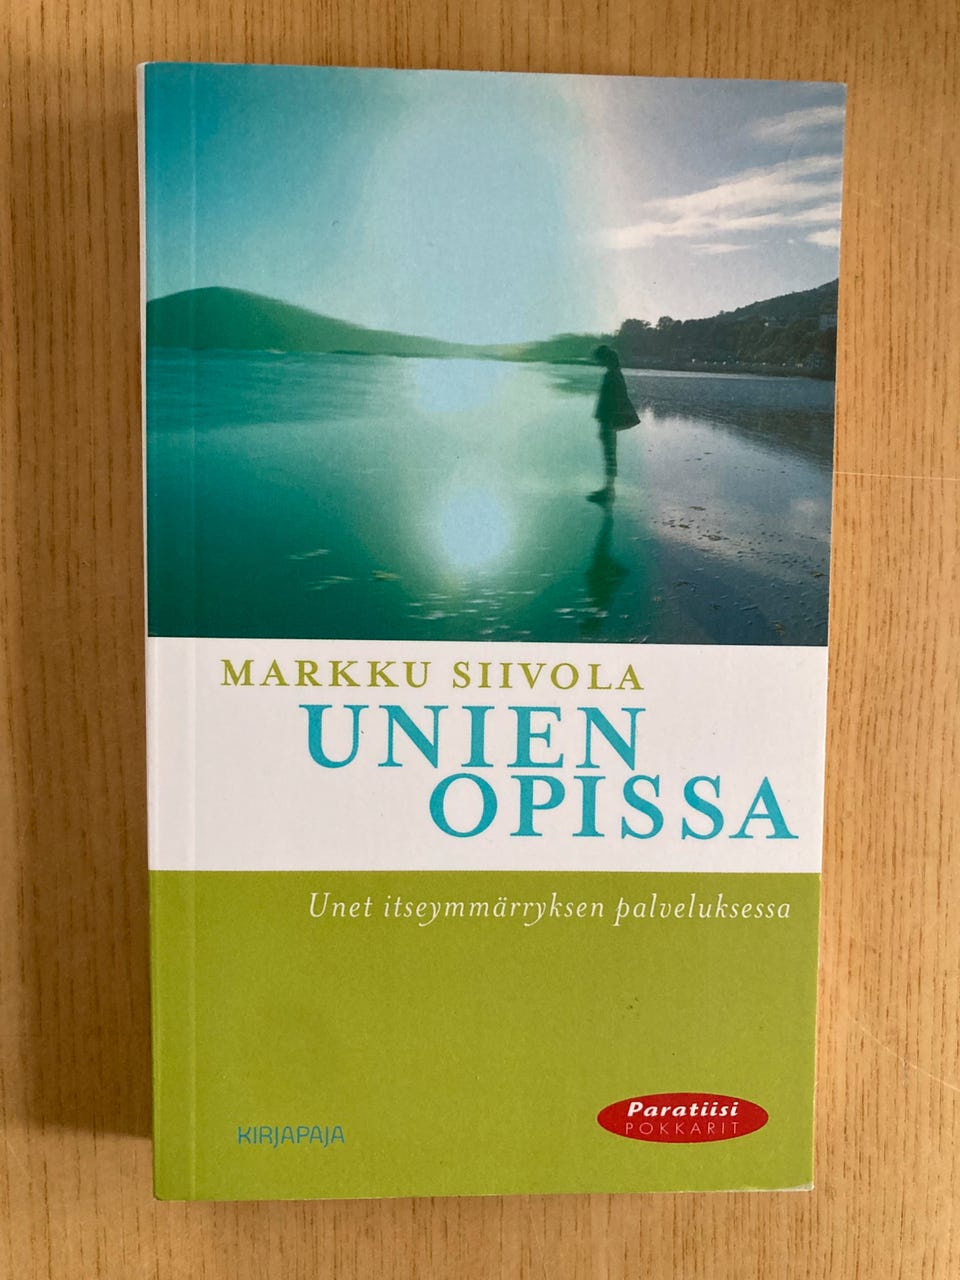 MARKKU SIIVOLA
UNIEN
OPISSA
Unet itseymmärryksen palveluksessa
KIRJAPAJA
Paratiisi
POKKARIT